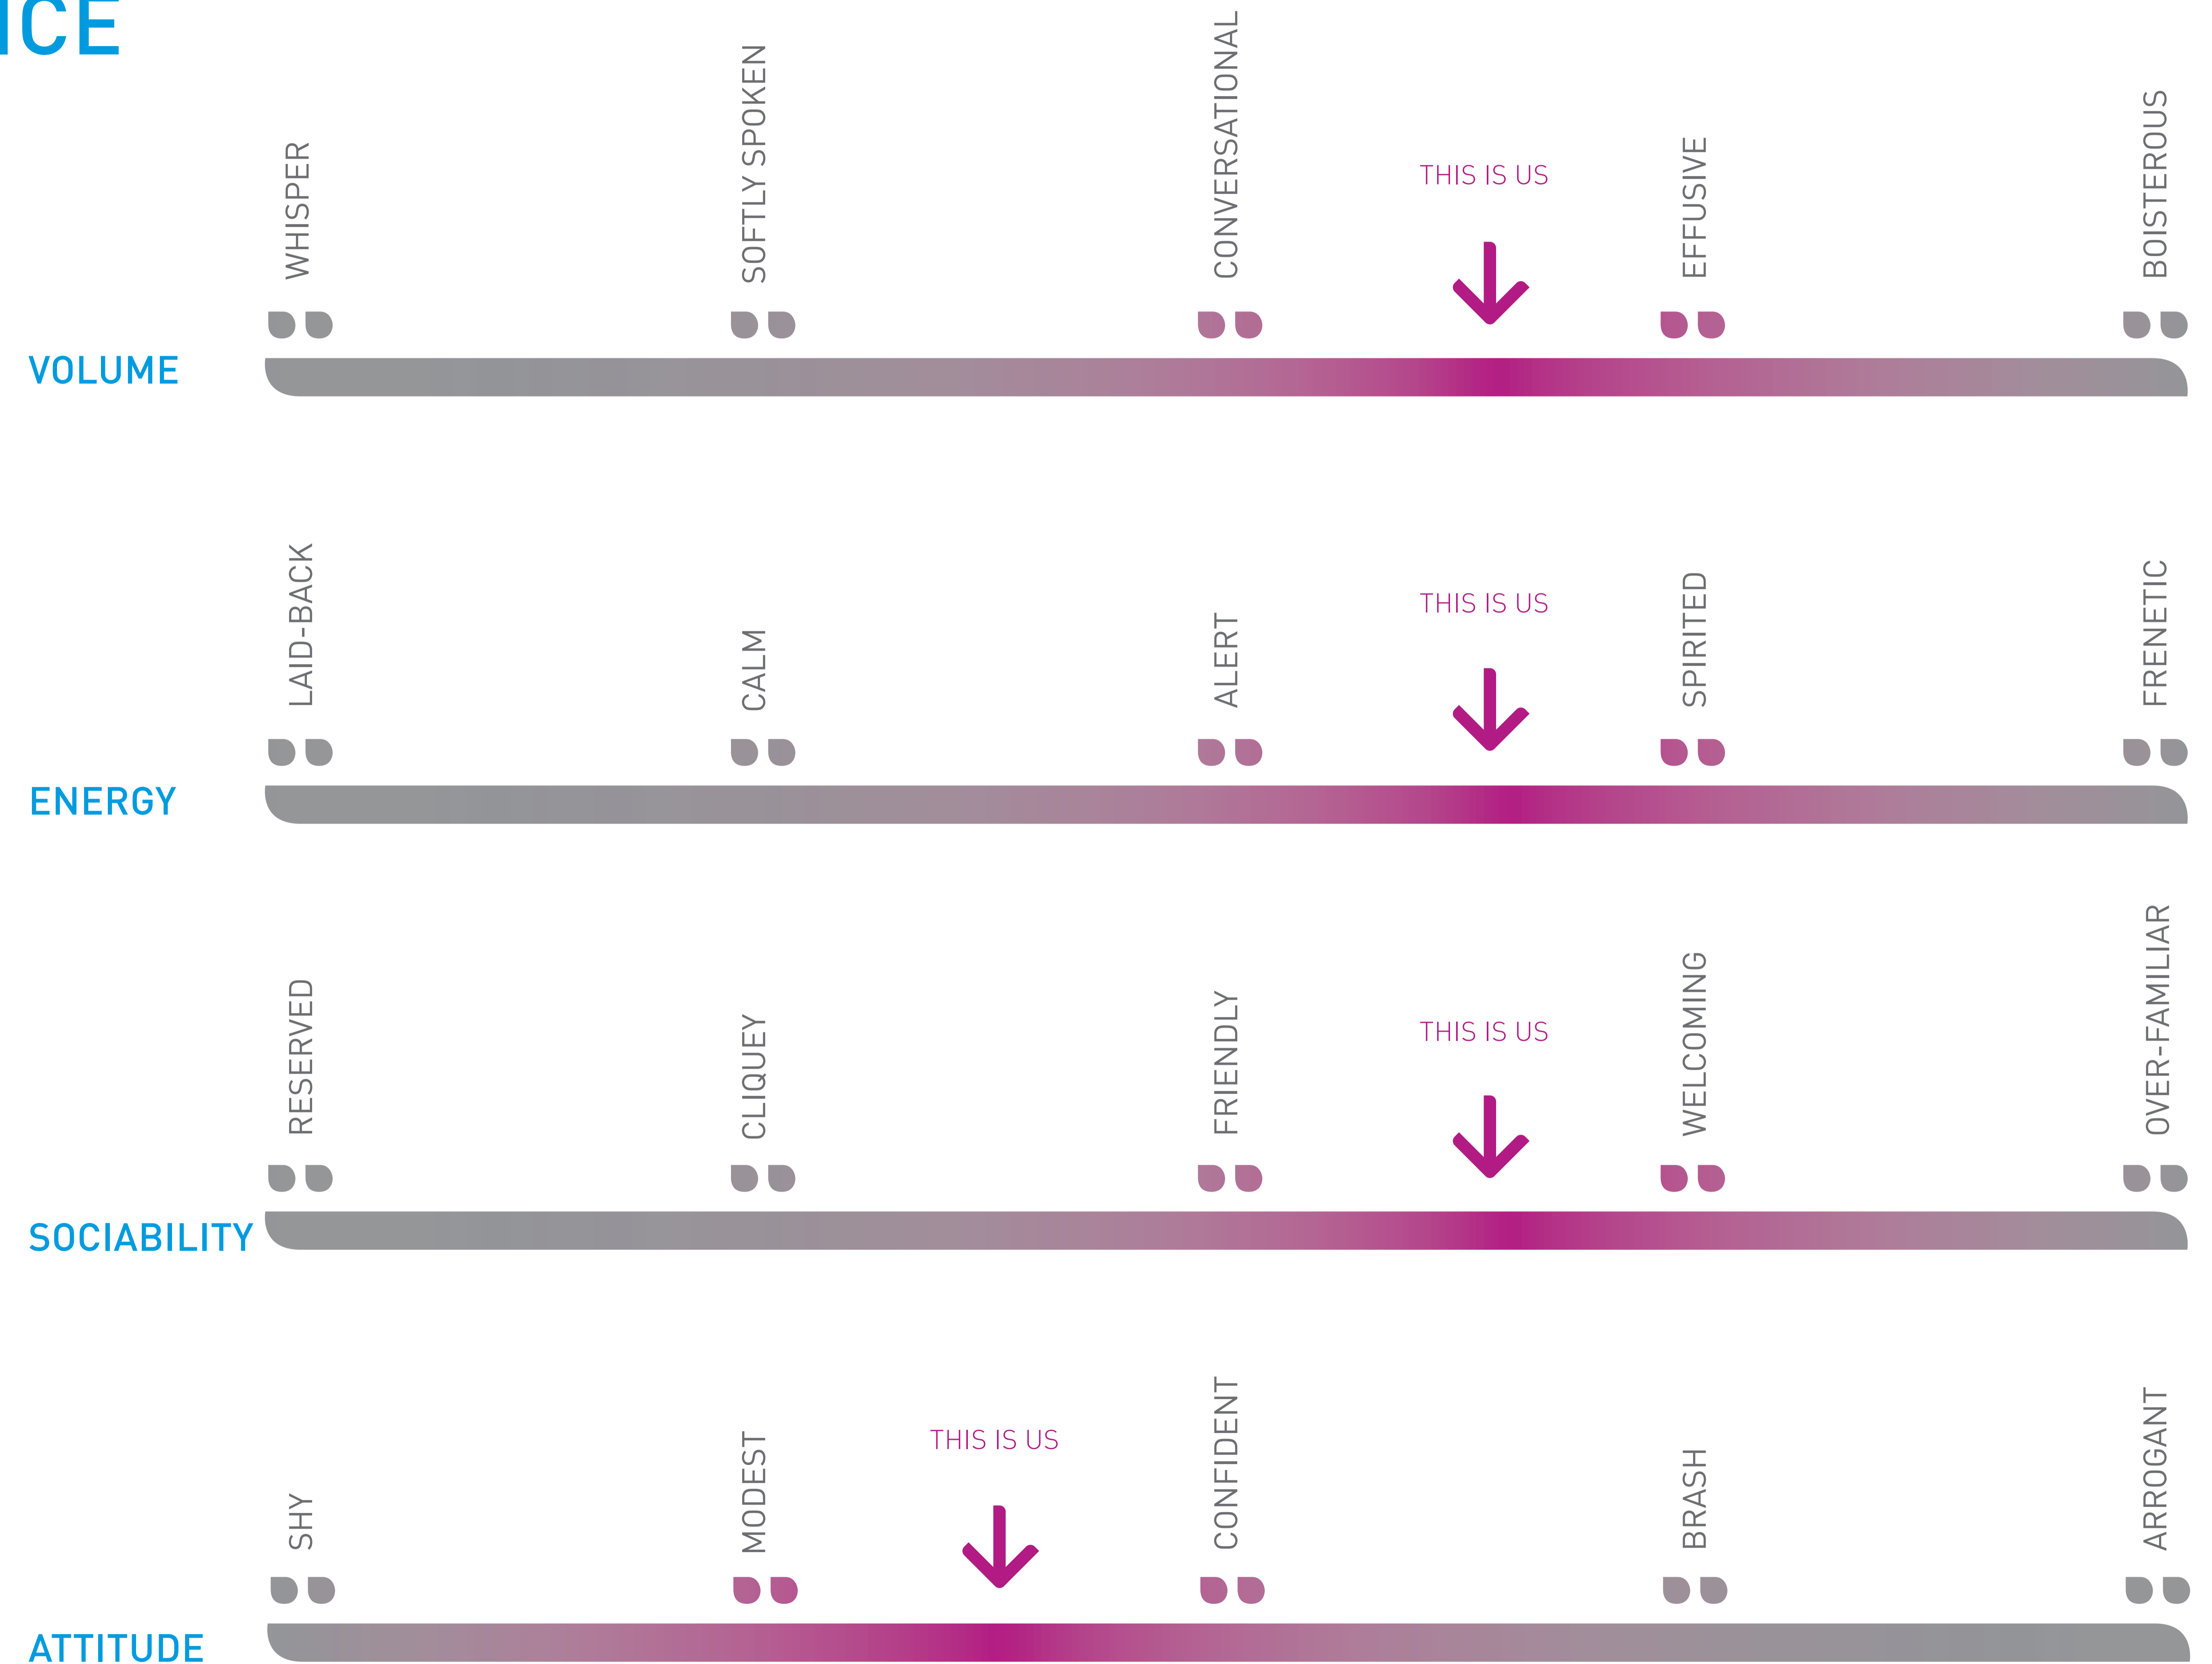 ICE
WHISPER
SOFTLY SPOKEN
CONVERSATIONAL
THIS IS US
EFFUSIVE
BOISTEROUS
VOLUME
LAID-BACK
CALM
ALERT
THIS IS US
SPIRITED
FRENETIC
ENERGY
RESERVED
CLIQUEY
FRIENDLY
THIS IS US
WELCOMING
OVER-FAMILIAR
SOCIABILITY
SHY
MODEST
THIS IS US
CONFIDENT
BRASH
ARROGANT
ATTITUDE